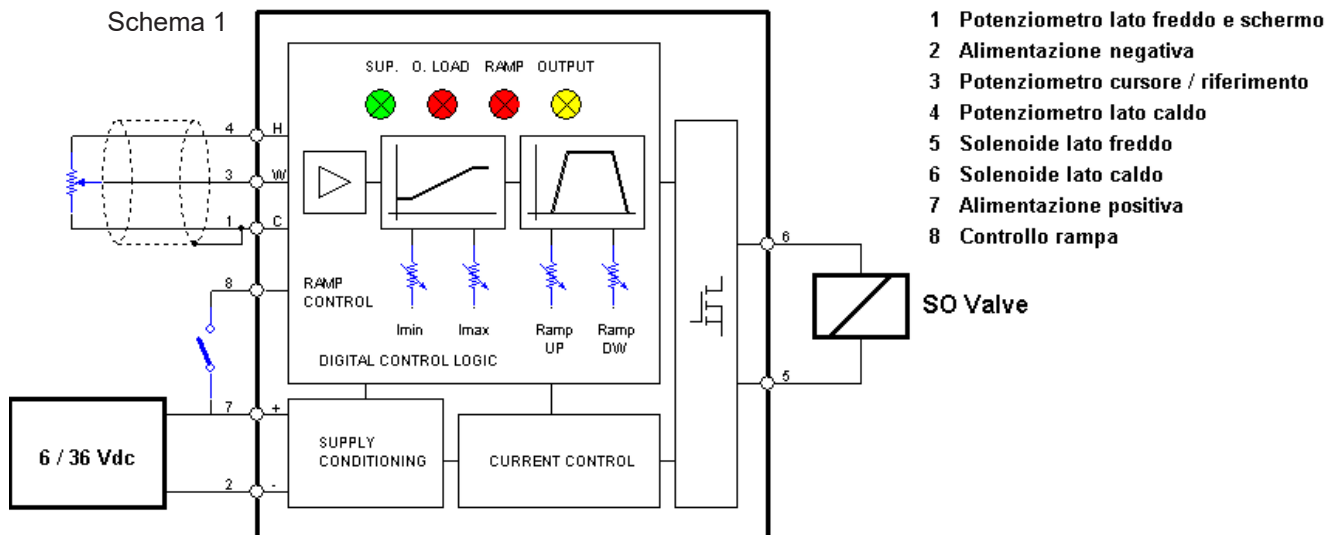 Schema 1
SUP. O. LOAD RAMP OUTPUT
4 H
3 W
1 C
8
RAMP
CONTROL
Imin Imax Ramp UP Ramp DW
DIGITAL CONTROL LOGIC
7 +
2 -
6 / 36 Vdc
SUPPLY
CONDITIONING
CURRENT CONTROL
6
5
SO Valve
1 Potenziometro lato freddo e schermo
2 Alimentazione negativa
3 Potenziometro cursore / riferimento
4 Potenziometro lato caldo
5 Solenoide lato freddo
6 Solenoide lato caldo
7 Alimentazione positiva
8 Controllo rampa